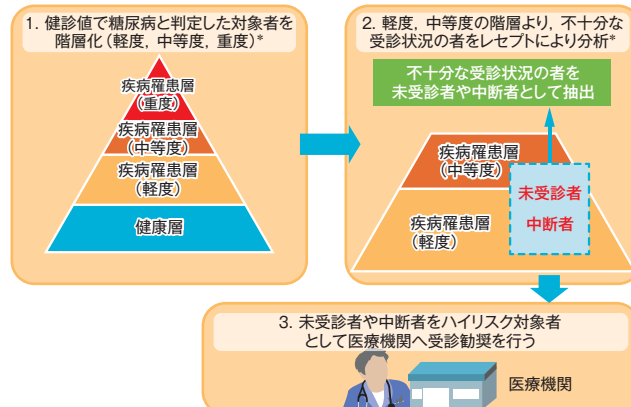 1. 健診値で糖尿病と判定した対象者を
階層化（軽度, 中等度, 重度）*
疾病罹患層
（重度）
疾病罹患層
（中等度）
疾病罹患層
（軽度）
健康層
2. 軽度, 中等度の階層より, 不十分な
受診状況の者をレセプトにより分析*
不十分な受診状況の者を
未受診者や中断者として抽出
疾病罹患層
（中等度）
未受診者
中断者
疾病罹患層
（軽度）
3. 未受診者や中断者をハイリスク対象者
として医療機関へ受診勧奨を行う
医療機関